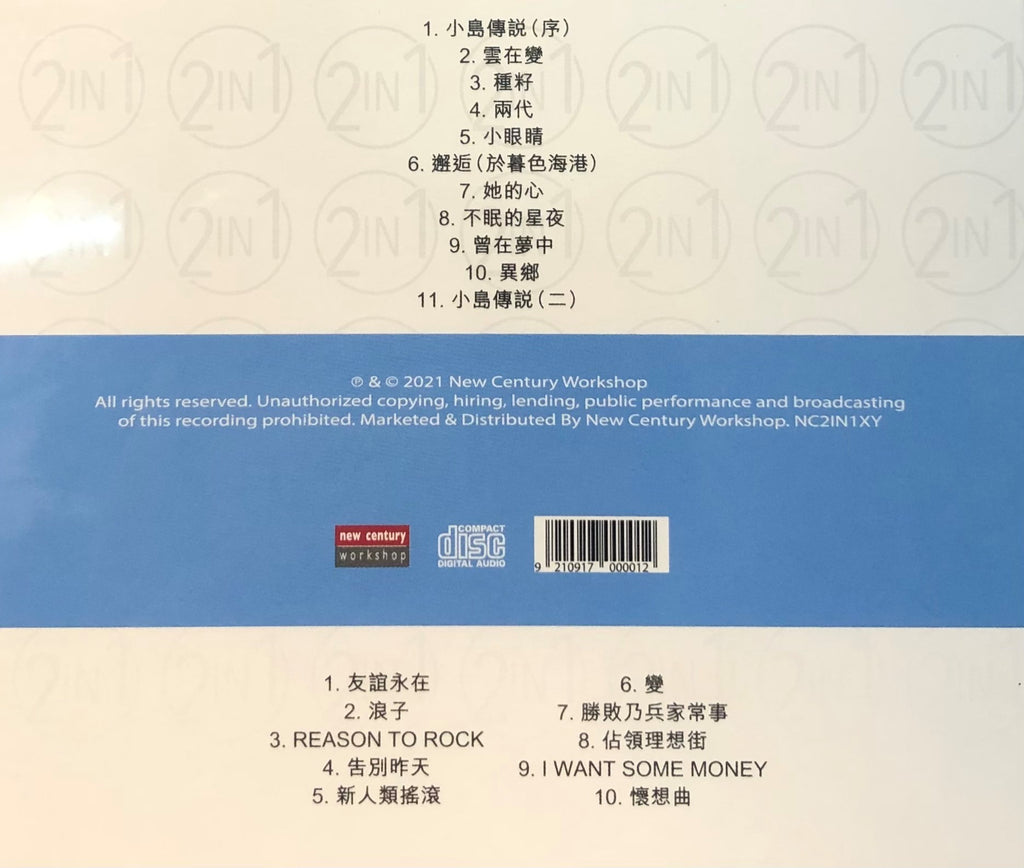 1. 小島傳説(序)
2. 雲在變
3. 種籽
4. 兩代
5. 小眼睛
6. 邂逅(於暮色海港)
7. 她的心
8. 不眠的星夜
9. 曾在夢中
10. 異鄉
11. 小島傳説(二)
℗ & © 2021 New Century Workshop
All rights reserved. Unauthorized copying, hiring, lending, public performance and broadcasting
of this recording prohibited. Marketed & Distributed By New Century Workshop. NC2IN1XY
new century
workshop
COMPACT
disc
DIGITAL AUDIO
9 210917 000012
1. 友誼永在
2. 浪子
3. REASON TO ROCK
4. 告別昨天
5. 新人類搖滾
6. 變
7. 勝敗乃兵家常事
8. 佔領理想街
9. I WANT SOME MONEY
10. 懷想曲